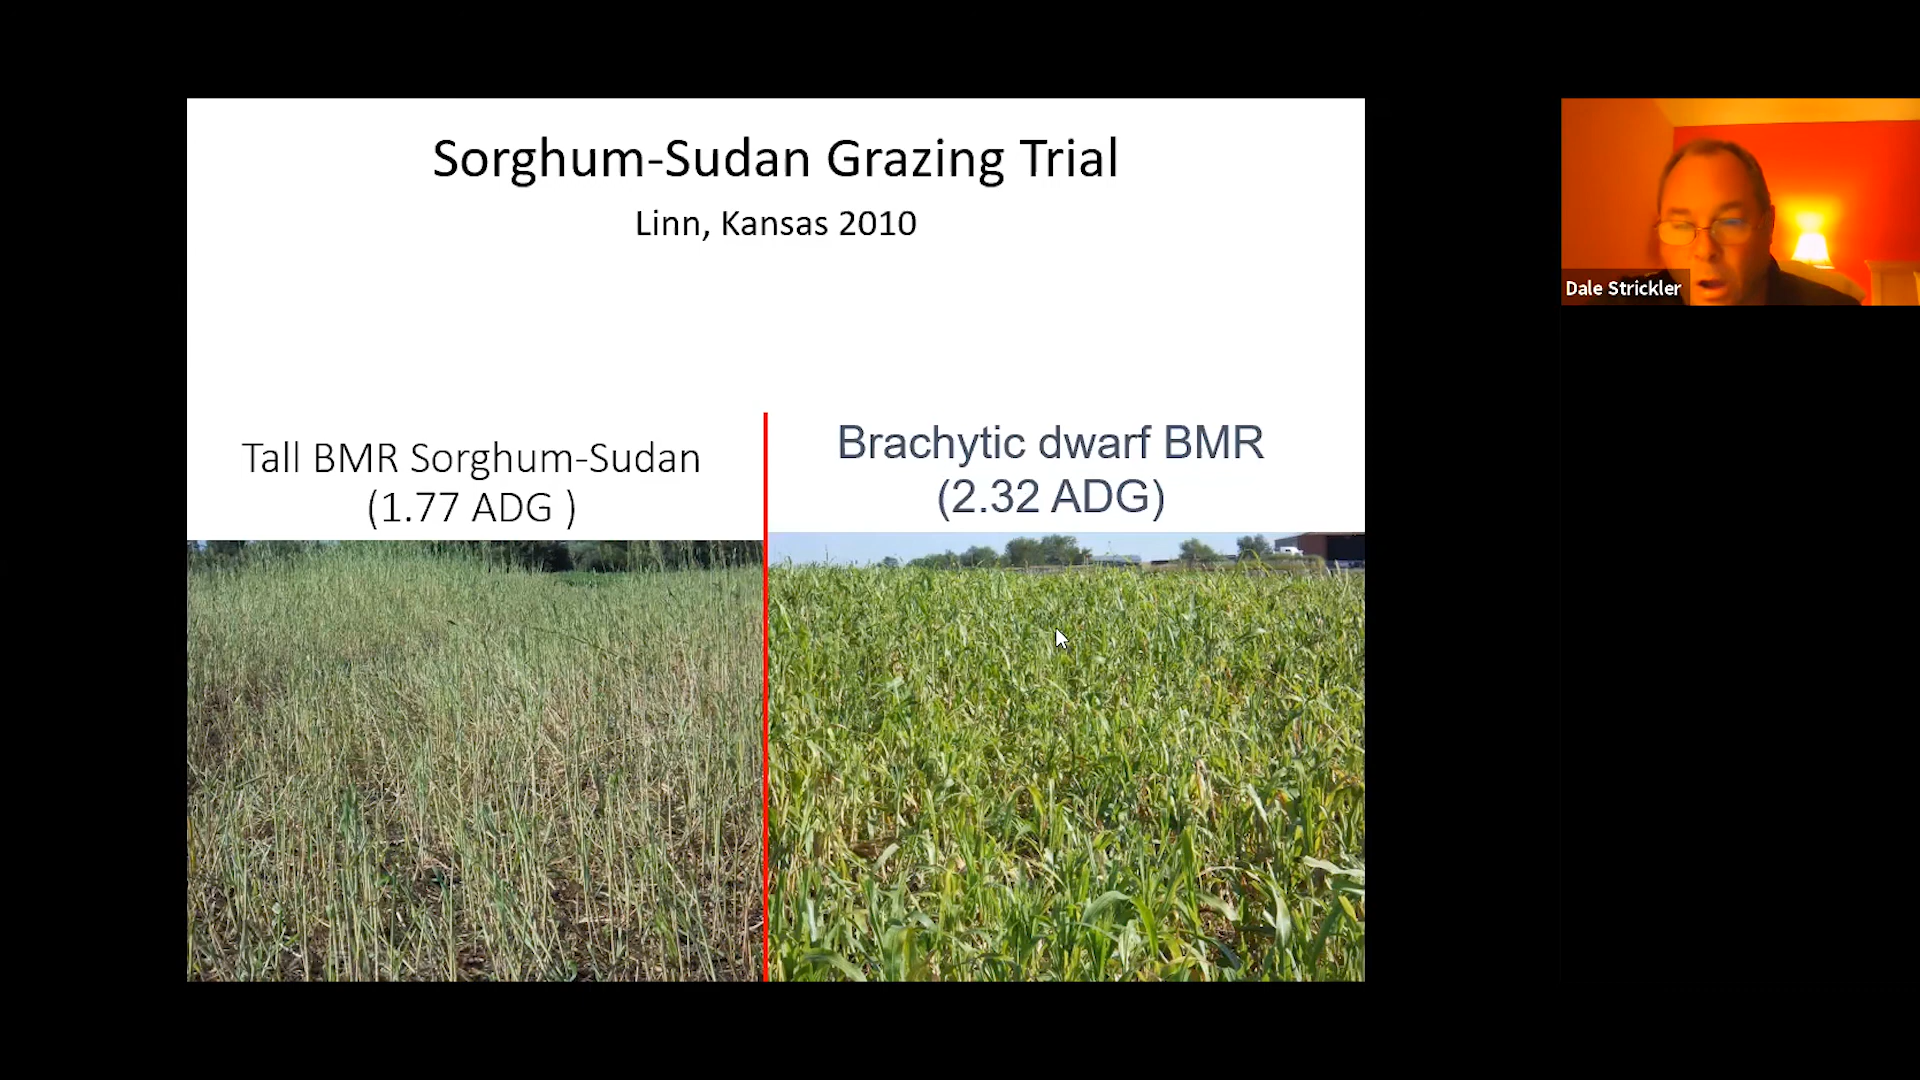 Sorghum-Sudan Grazing Trial
Linn, Kansas 2010
Tall BMR Sorghum-Sudan
(1.77 ADG )
Brachytic dwarf BMR
(2.32 ADG)
Dale Strickler